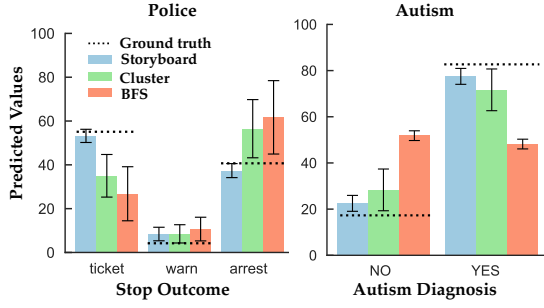 Police
Predicted Values
100
80
60
40
20
0
Ground truth
Storyboard
Cluster
BFS
ticket warn arrest
Stop Outcome
Autism
100
80
60
40
20
0
NO YES
Autism Diagnosis